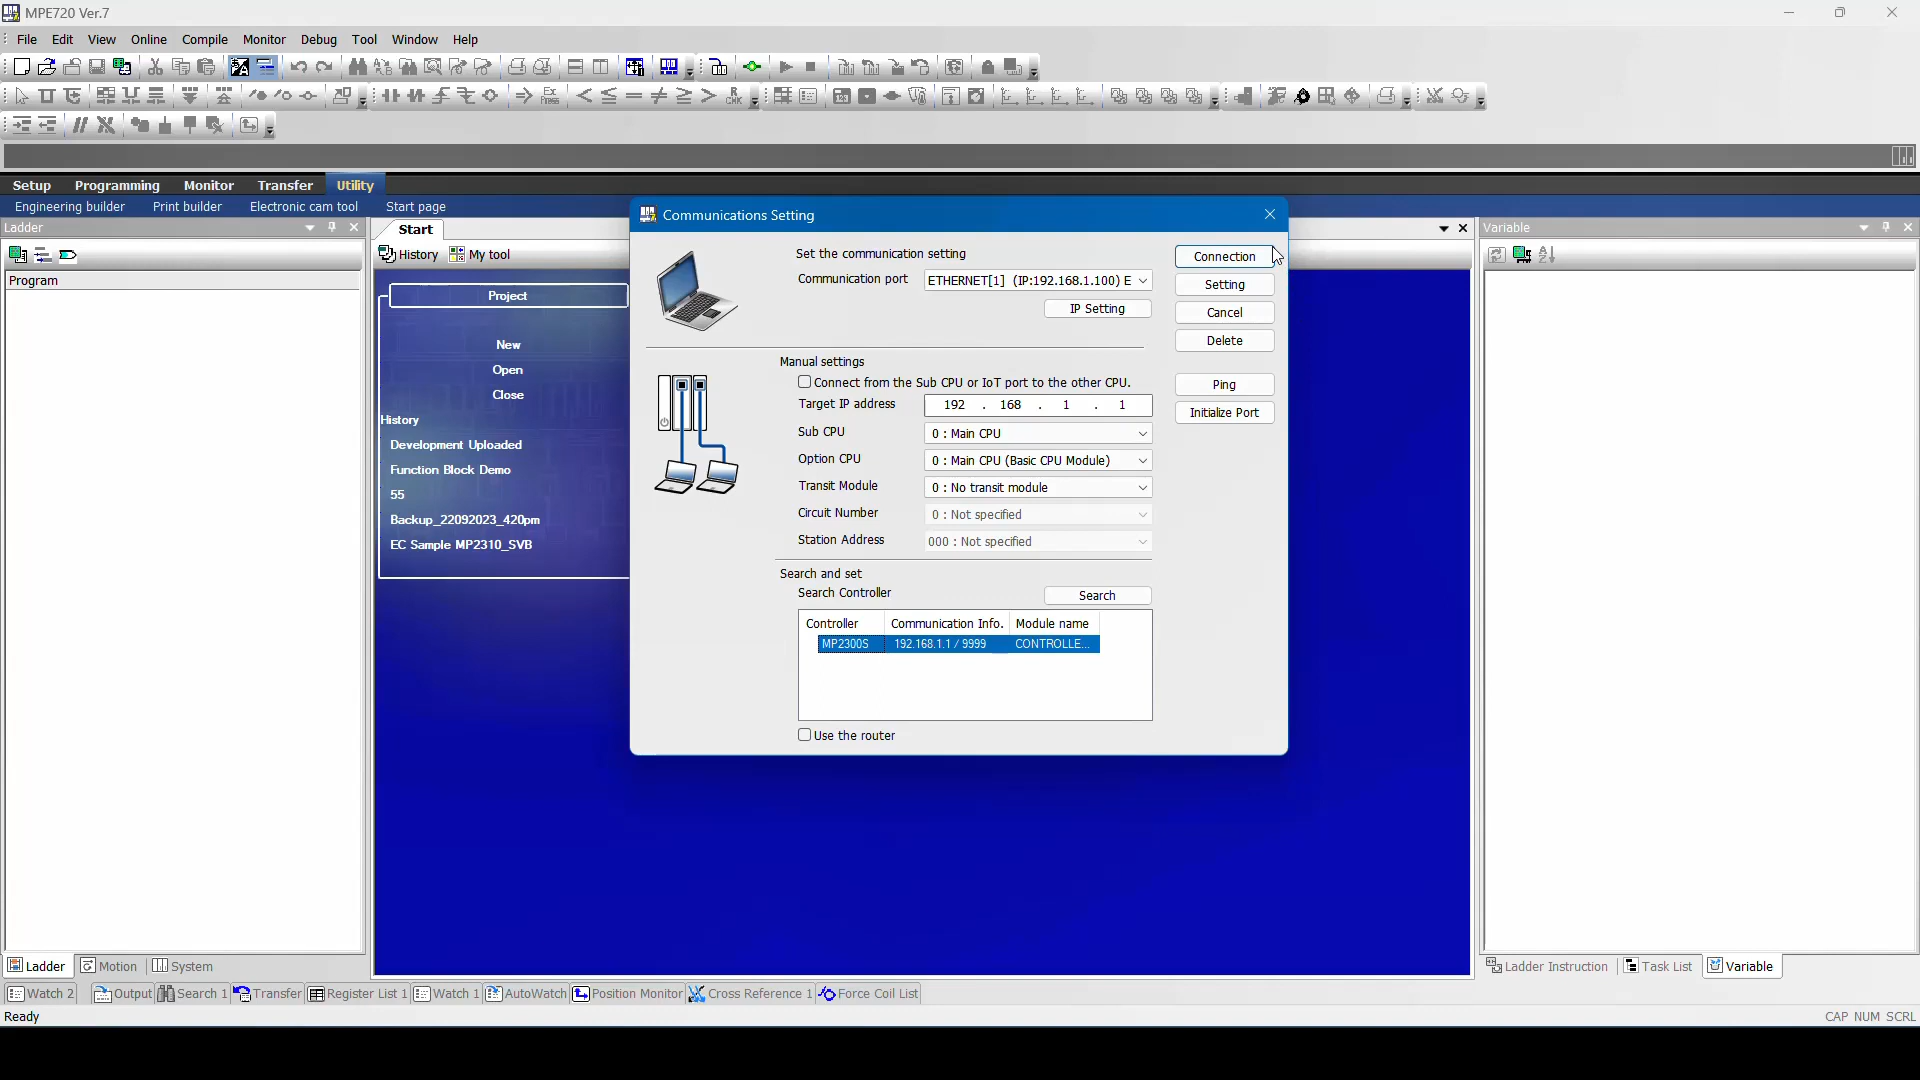 MPE720 Ver.7
File Edit View Online Compile Monitor Debug Tool Window Help
Setup Programming Monitor Transfer Utility
Engineering builder Print builder Electronic cam tool Start page
Ladder
Program
Start
History My tool
Project
New
Open
Close
History
Development Uploaded
Function Block Demo
55
Backup_22092023_420pm
EC Sample MP2310_SVB
Communications Setting
Set the communication setting
Communication port ETHERNET[1] (IP:192.168.1.100) E
IP Setting
Connection
Setting
Cancel
Delete
Ping
Initialize Port
Manual settings
Connect from the Sub CPU or IoT port to the other CPU.
Target IP address 192 . 168 . 1 . 1
Sub CPU 0 : Main CPU
Option CPU 0 : Main CPU (Basic CPU Module)
Transit Module 0 : No transit module
Circuit Number 0 : Not specified
Station Address 000 : Not specified
Search and set
Search Controller Search
Controller Communication Info. Module name
MP2300S 192.168.1.1 / 9999 CONTROLLE...
Use the router
Variable
Ladder Motion System
Ladder Instruction Task List Variable
Watch 2 Output Search 1 Transfer Register List 1 Watch 1 AutoWatch Position Monitor Cross Reference 1 Force Coil List
Ready
CAP NUM SCRL